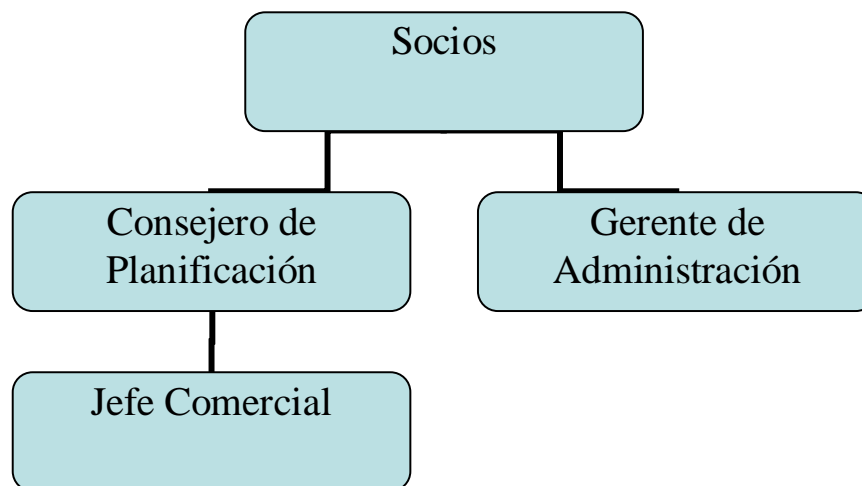 Socios
Consejero de
Planificación
Gerente de
Administración
Jefe Comercial